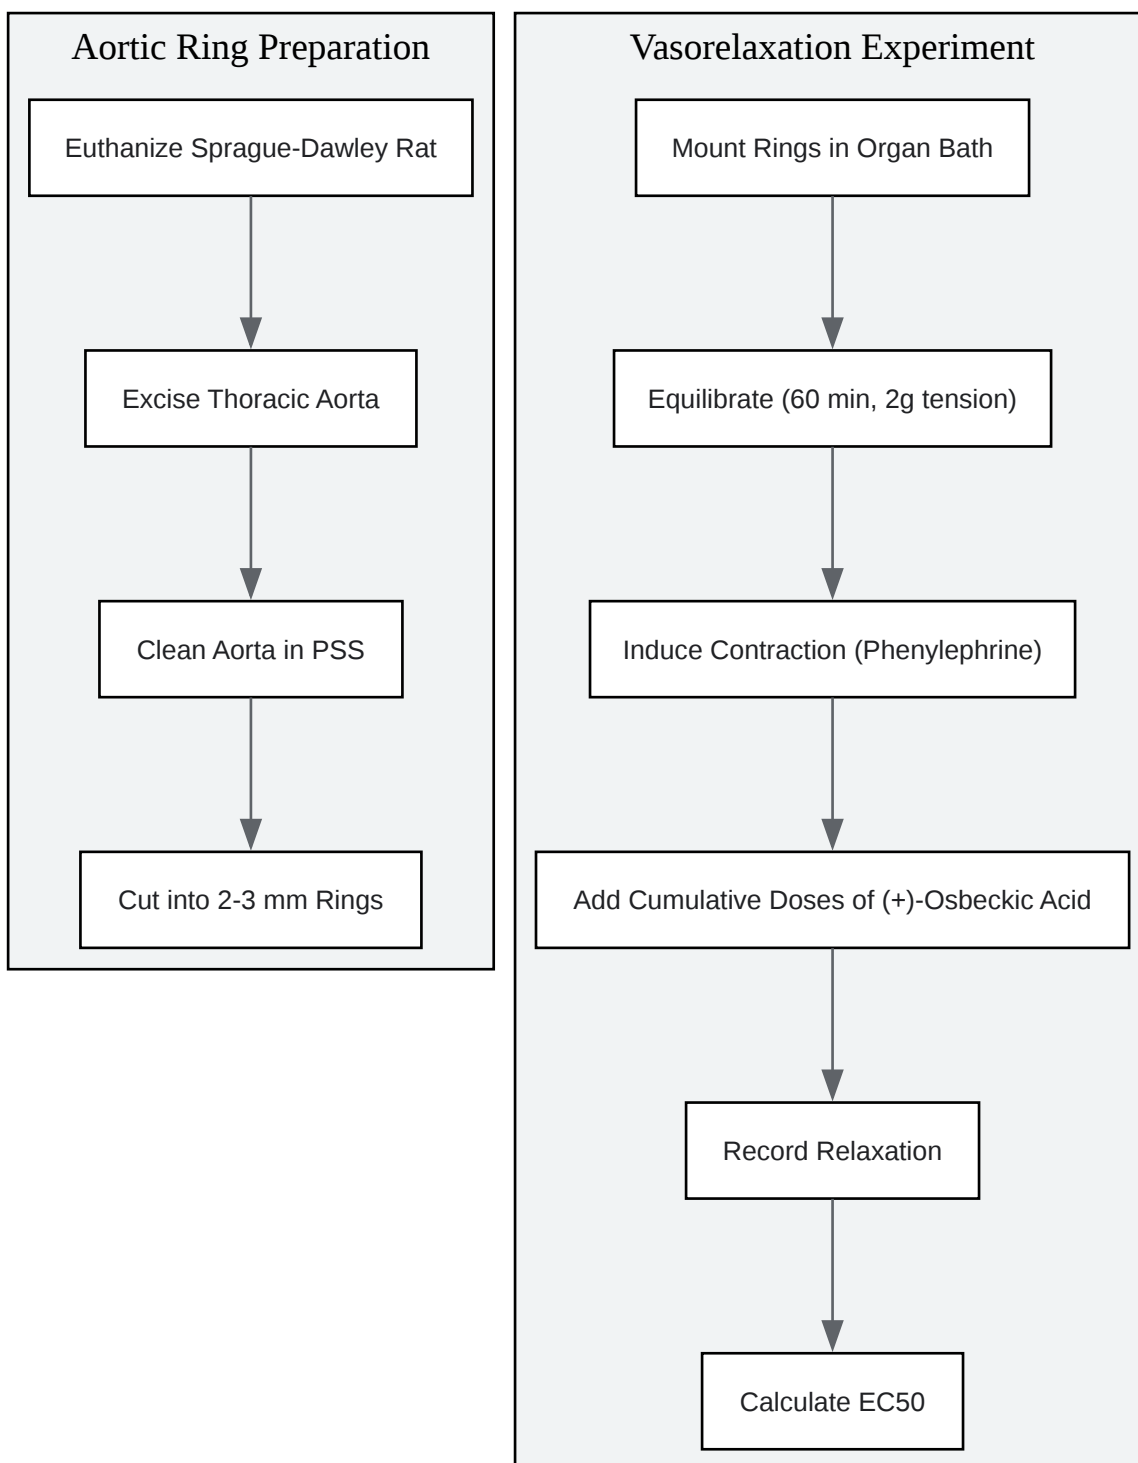 Aortic Ring Preparation
Euthanize Sprague-Dawley Rat
Excise Thoracic Aorta
Clean Aorta in PSS
Cut into 2-3 mm Rings
Vasorelaxation Experiment
Mount Rings in Organ Bath
Equilibrate (60 min, 2g tension)
Induce Contraction (Phenylephrine)
Add Cumulative Doses of (+)-Osbeckic Acid
Record Relaxation
Calculate EC50